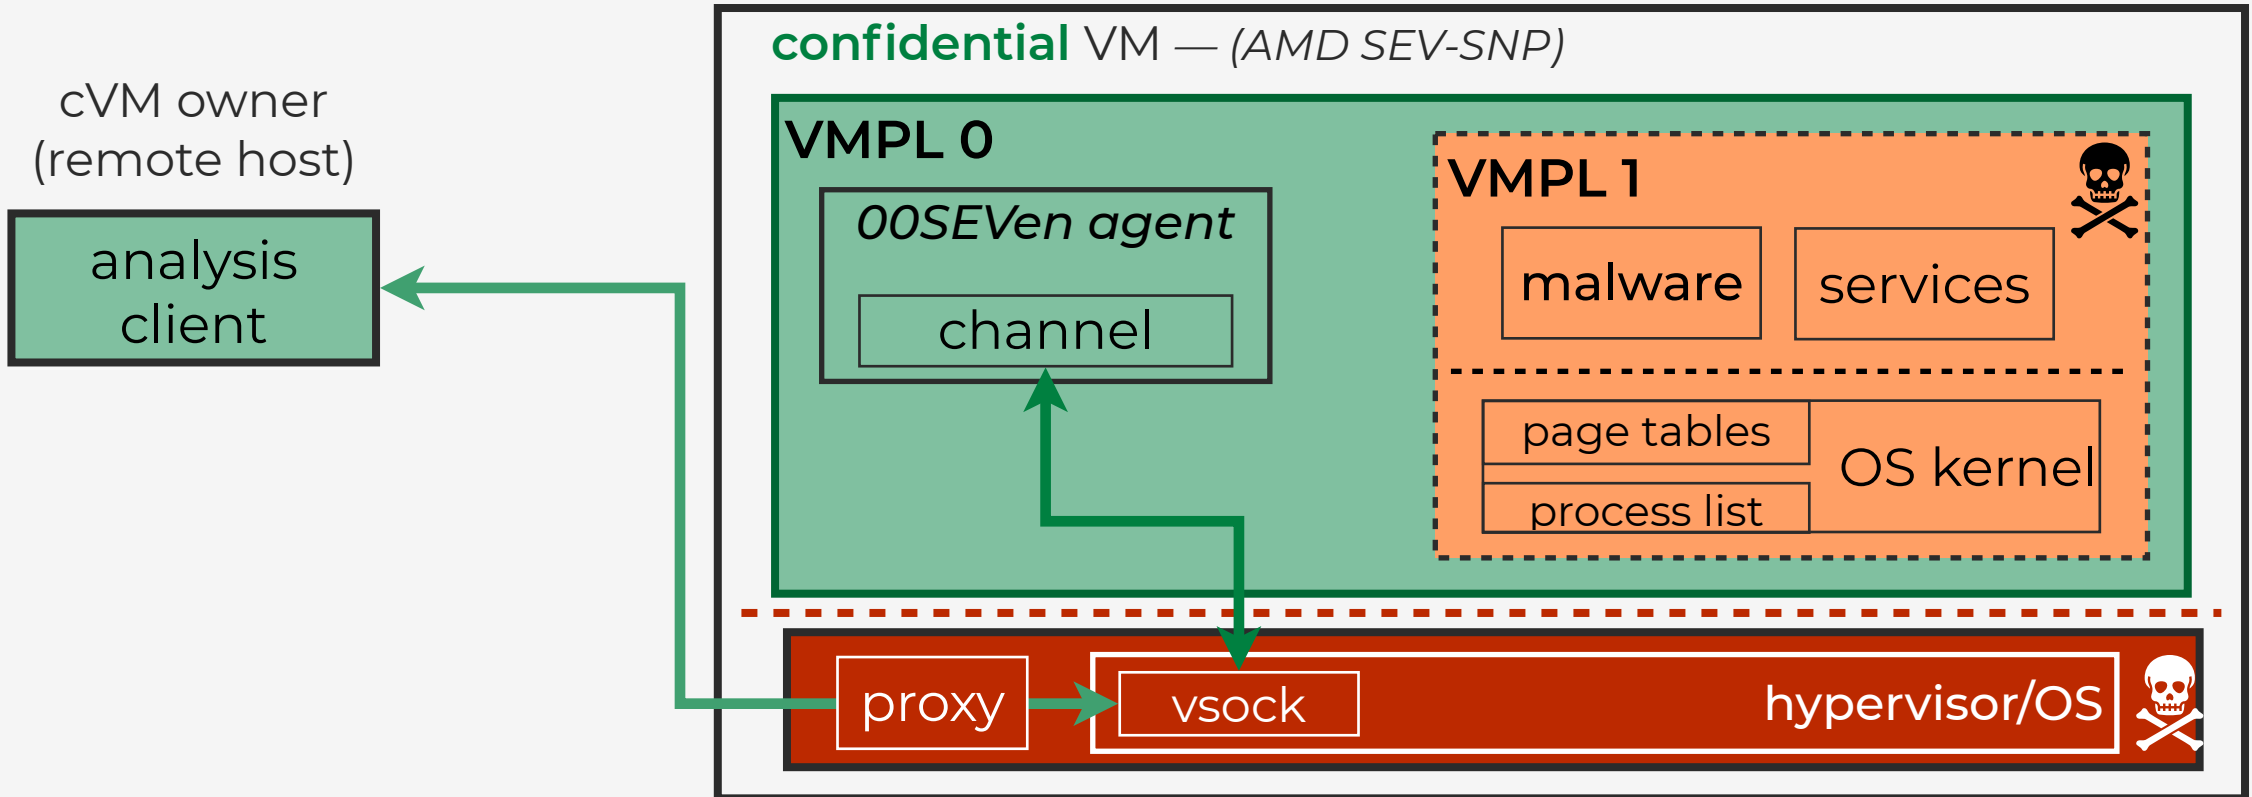 confidential VM — (AMD SEV-SNP)
cVM owner
(remote host)
analysis
client
VMPL 0
00SEVen agent
channel
VMPL 1
malware
services
page tables
process list
OS kernel
proxy
vsock
hypervisor/OS